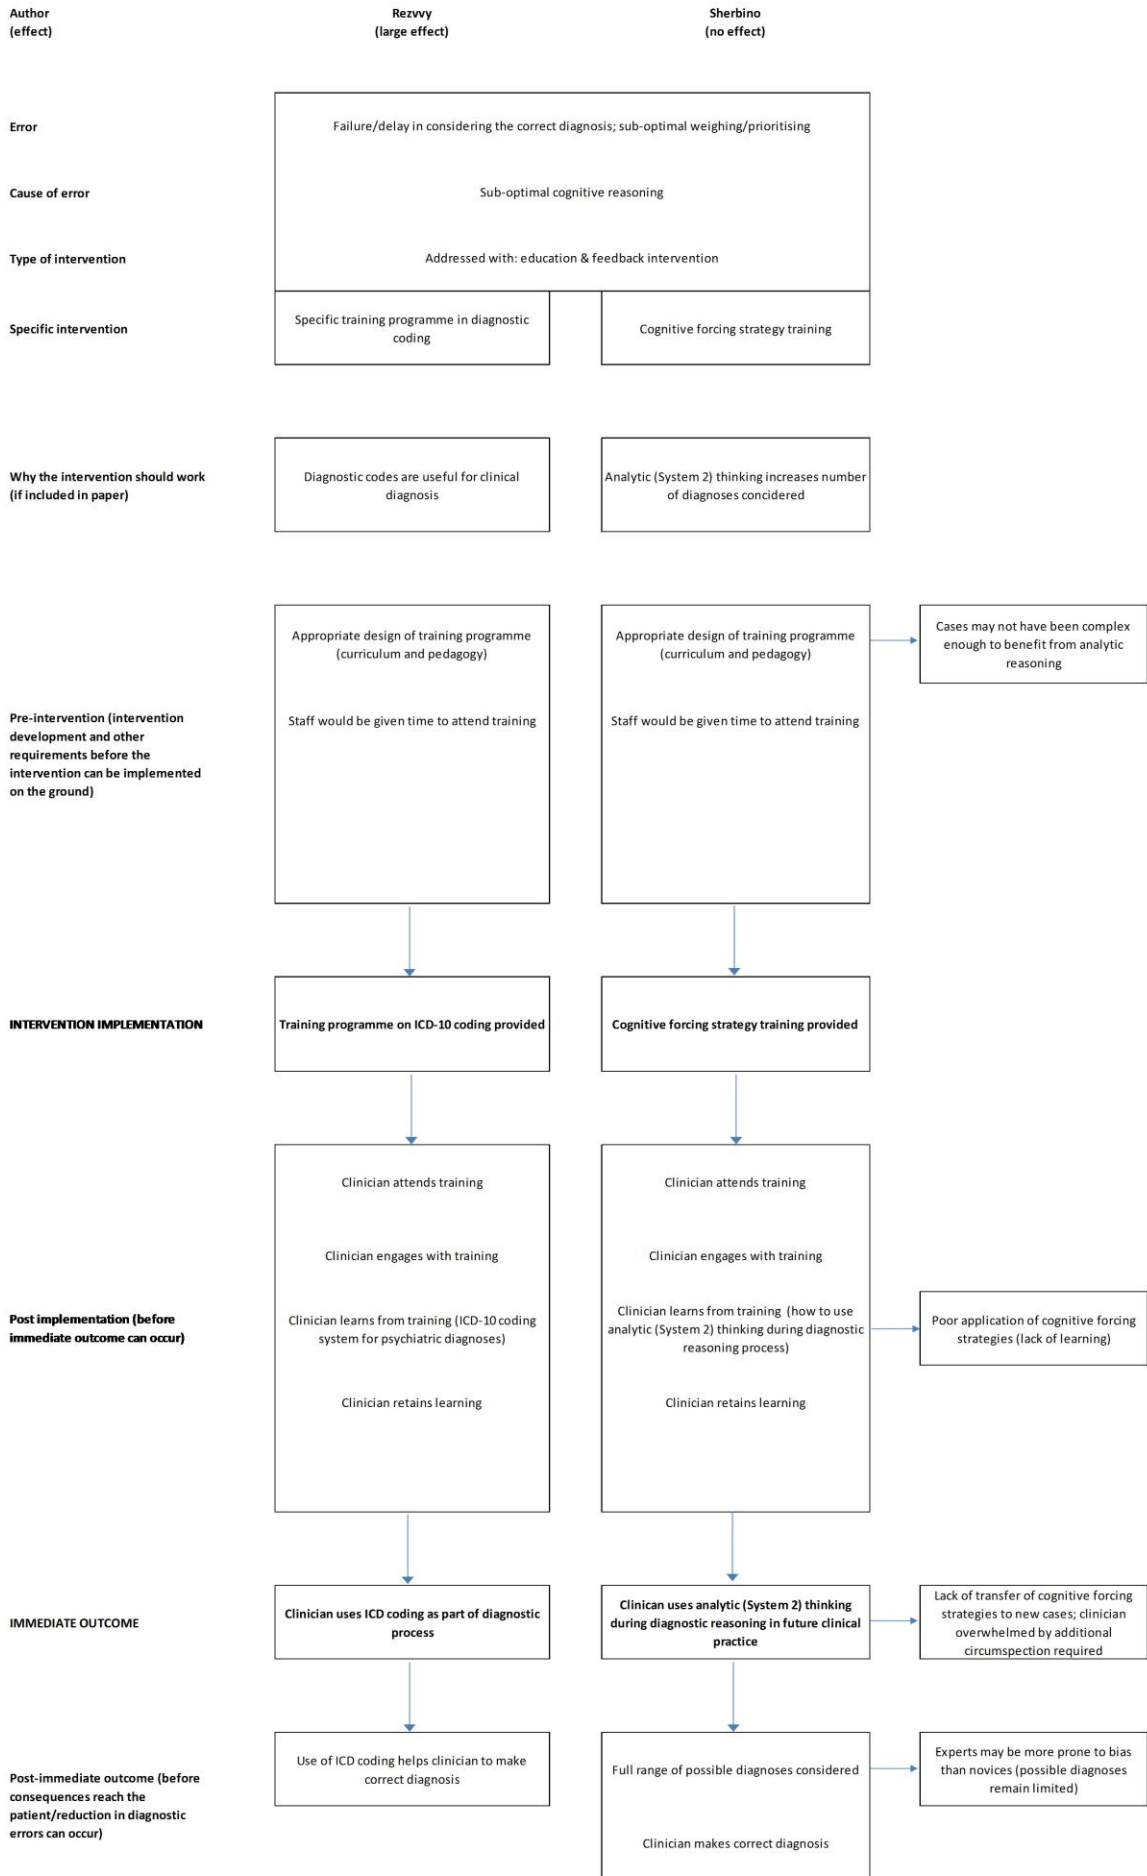 Author
(effect)
Rezvvy
(large effect)
Sherbino
(no effect)
Error
Failure/delay in considering the correct diagnosis; sub-optimal weighing/prioritising
Cause of error
Sub-optimal cognitive reasoning
Type of intervention
Addressed with: education & feedback intervention
Specific intervention
Specific training programme in diagnostic
coding
Cognitive forcing strategy training
Why the intervention should work
(if included in paper)
Diagnostic codes are useful for clinical
diagnosis
Analytic (System 2) thinking increases number
of diagnoses concidered
Pre-intervention (intervention
development and other
requirements before the
intervention can be implemented
on the ground)
Appropriate design of training programme
(curriculum and pedagogy)
Staff would be given time to attend training
Appropriate design of training programme
(curriculum and pedagogy)
Staff would be given time to attend training
Cases may not have been complex
enough to benefit from analytic
reasoning
INTERVENTION IMPLEMENTATION
Training programme on ICD-10 coding provided
Cognitive forcing strategy training provided
Post implementation (before
immediate outcome can occur)
Clinician attends training
Clinician engages with training
Clinician learns from training (ICD-10 coding
system for psychiatric diagnoses)
Clinician retains learning
Clinician attends training
Clinician engages with training
Clinician learns from training (how to use
analytic (System 2) thinking during diagnostic
reasoning process)
Clinician retains learning
Poor application of cognitive forcing
strategies (lack of learning)
IMMEDIATE OUTCOME
Clinician uses ICD coding as part of diagnostic
process
Clinican uses analytic (System 2) thinking
during diagnostic reasoning in future clinical
practice
Lack of transfer of cognitive forcing
strategies to new cases; clinician
overwhelmed by additional
circumspection required
Post-immediate outcome (before
consequences reach the
patient/reduction in diagnostic
errors can occur)
Use of ICD coding helps clinician to make
correct diagnosis
Full range of possible diagnoses considered
Clinician makes correct diagnosis
Experts may be more prone to bias
than novices (possible diagnoses
remain limited)